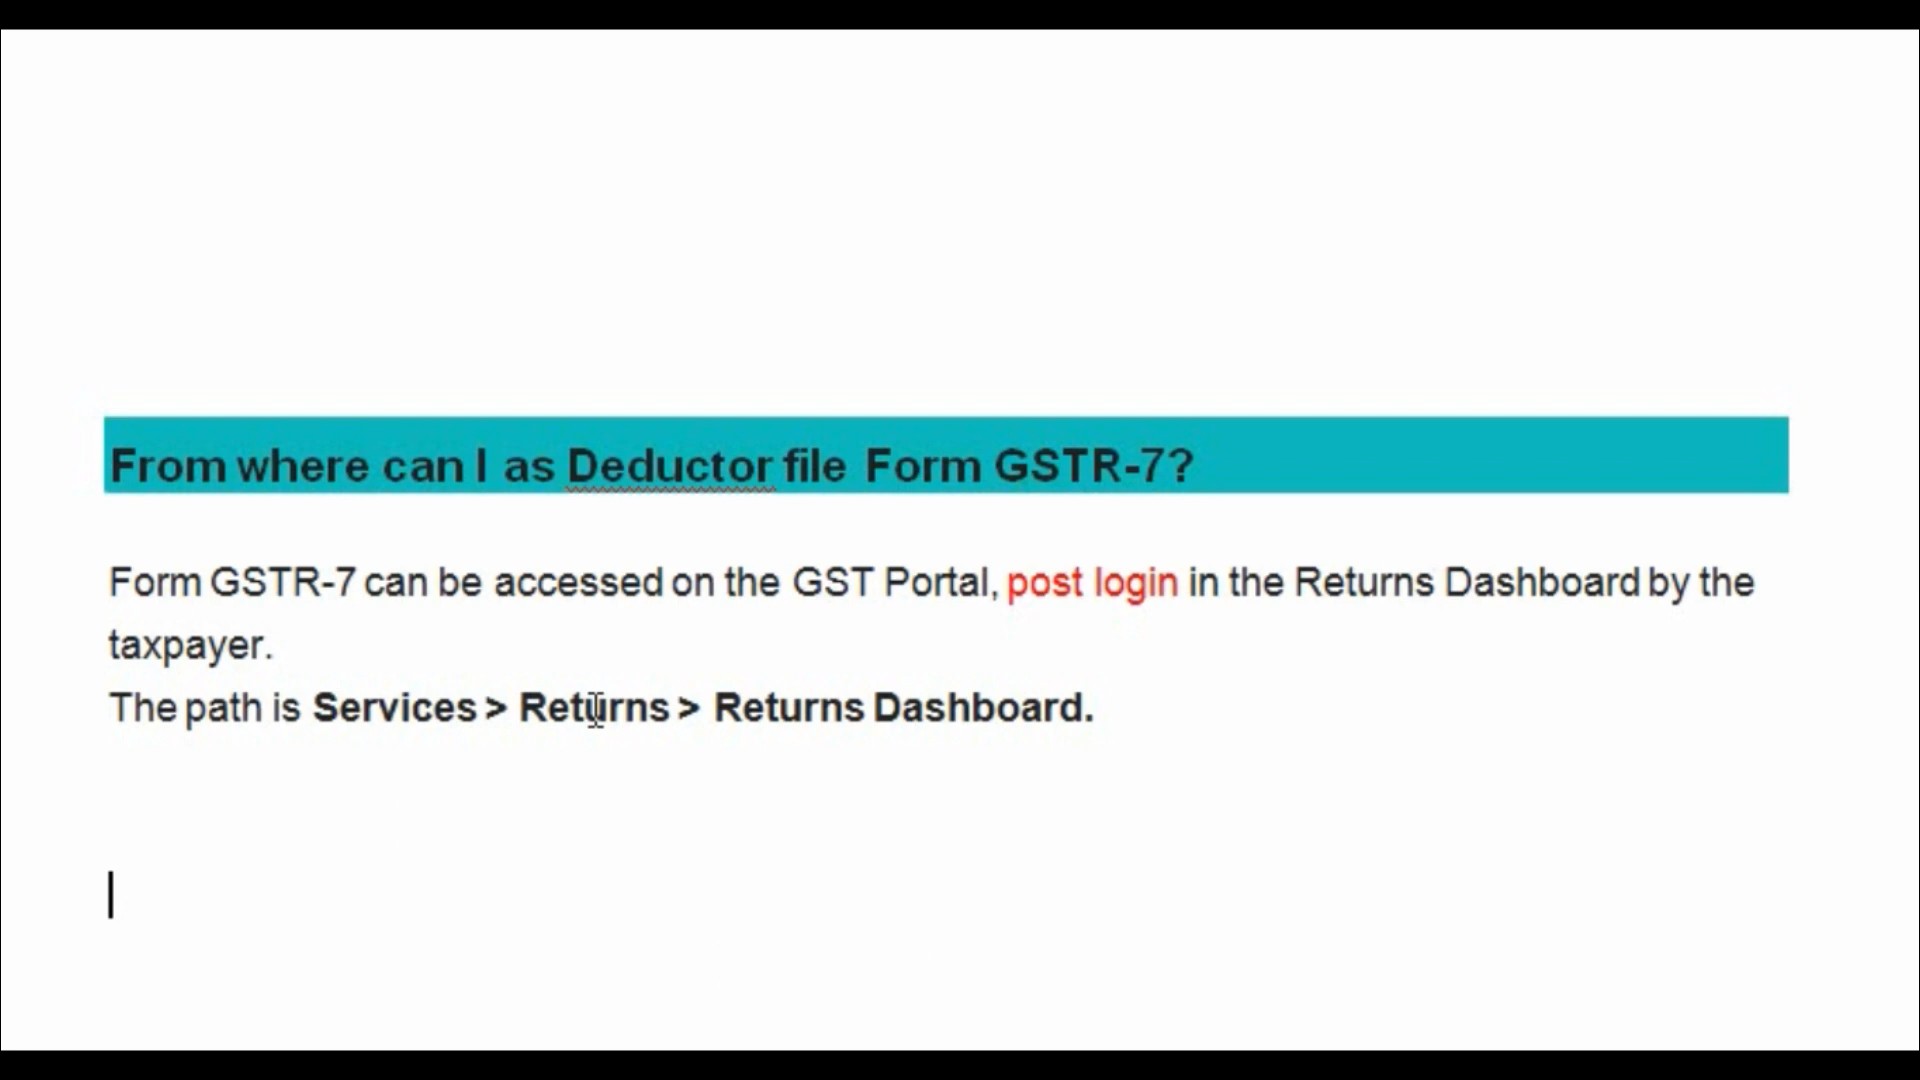 From where can I as Deductor file Form GSTR-7?
Form GSTR-7 can be accessed on the GST Portal, post login in the Returns Dashboard by the
taxpayer.
The path is Services > Returns > Returns Dashboard.